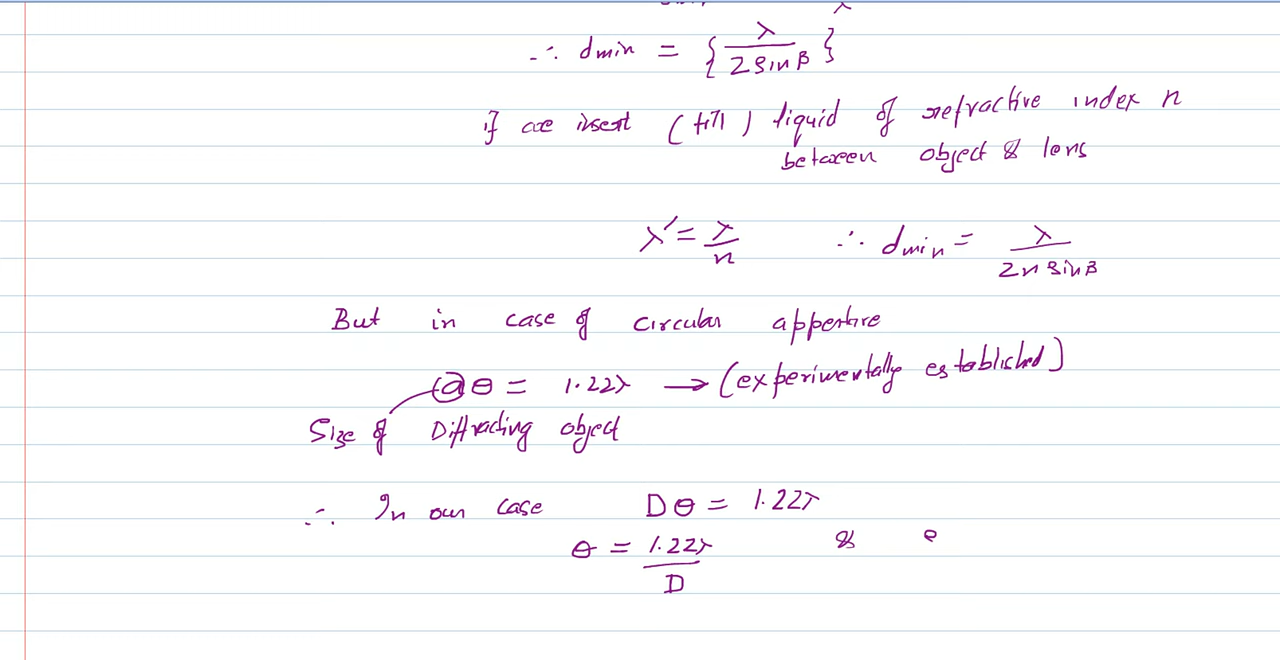 ∴ dmin = { λ / 2 sin β }
if we insert (fill) liquid of refractive index n
between object & lens
λ' = λ/n ∴ dmin = λ / 2n sin β
But in case of circular apperture
aθ = 1.22λ → (experimentally established)
Size of Diffracting object
∴ In our case Dθ = 1.22λ
θ = 1.22λ / D &